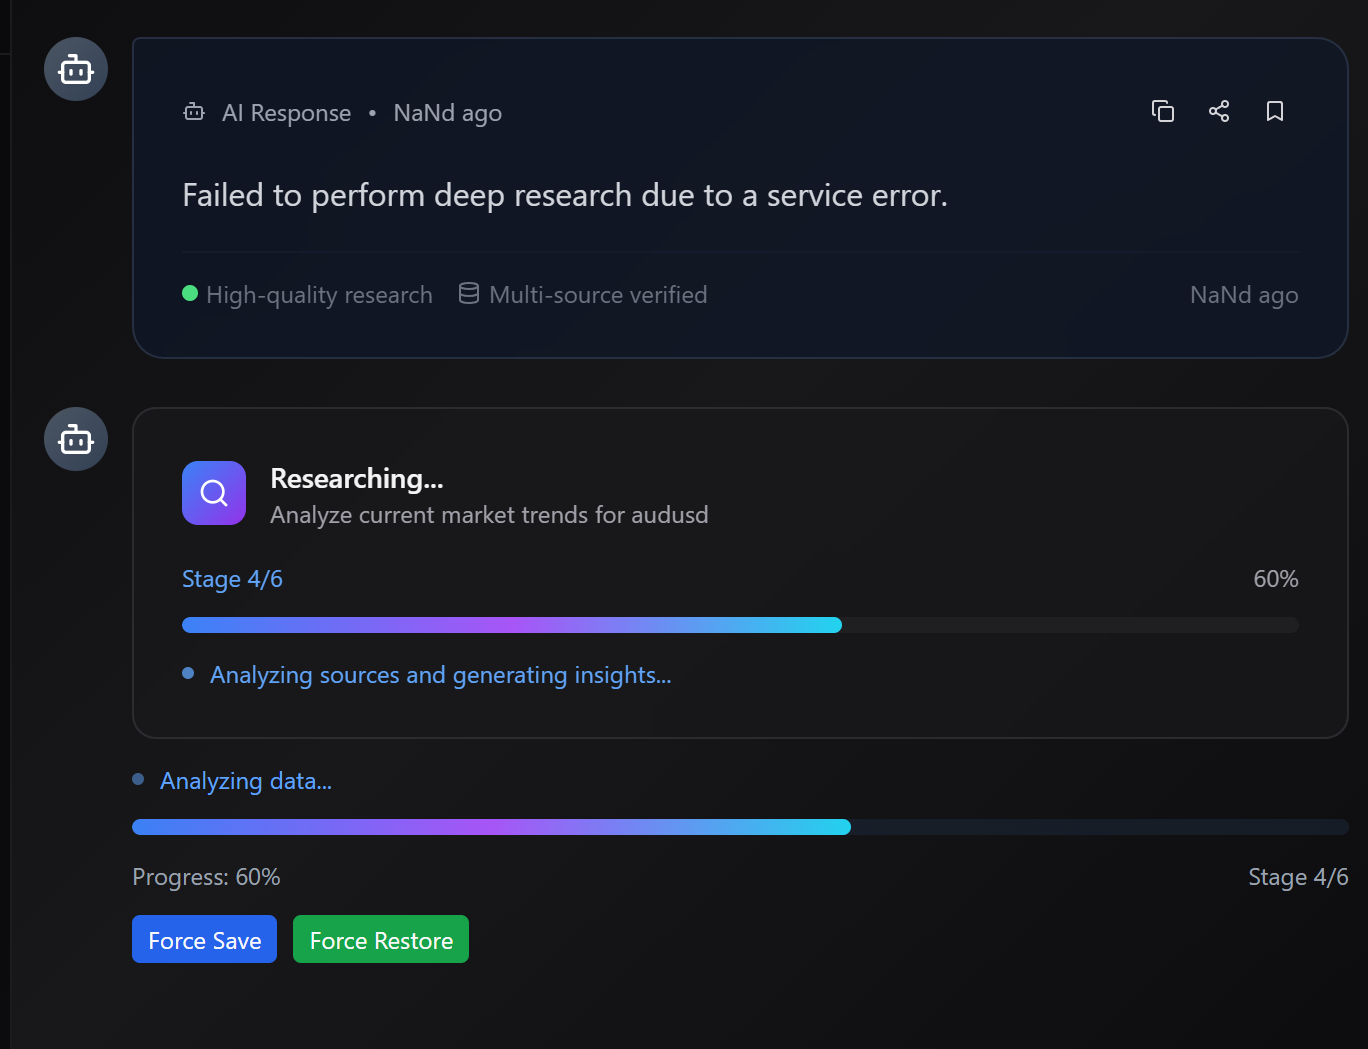 AI Response • NaNd ago
Failed to perform deep research due to a service error.
High-quality research Multi-source verified NaNd ago
Researching...
Analyze current market trends for audusd
Stage 4/6 60%
Analyzing sources and generating insights...
Analyzing data...
Progress: 60% Stage 4/6
Force Save Force Restore